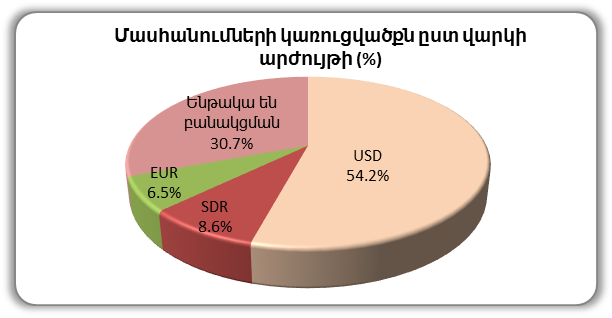 Մասհանումների կառուցվածքն ըստ վարկի
արժույթի (%)
Ենթակա են
բանակցման
30.7%
USD
54.2%
EUR
6.5%
SDR
8.6%